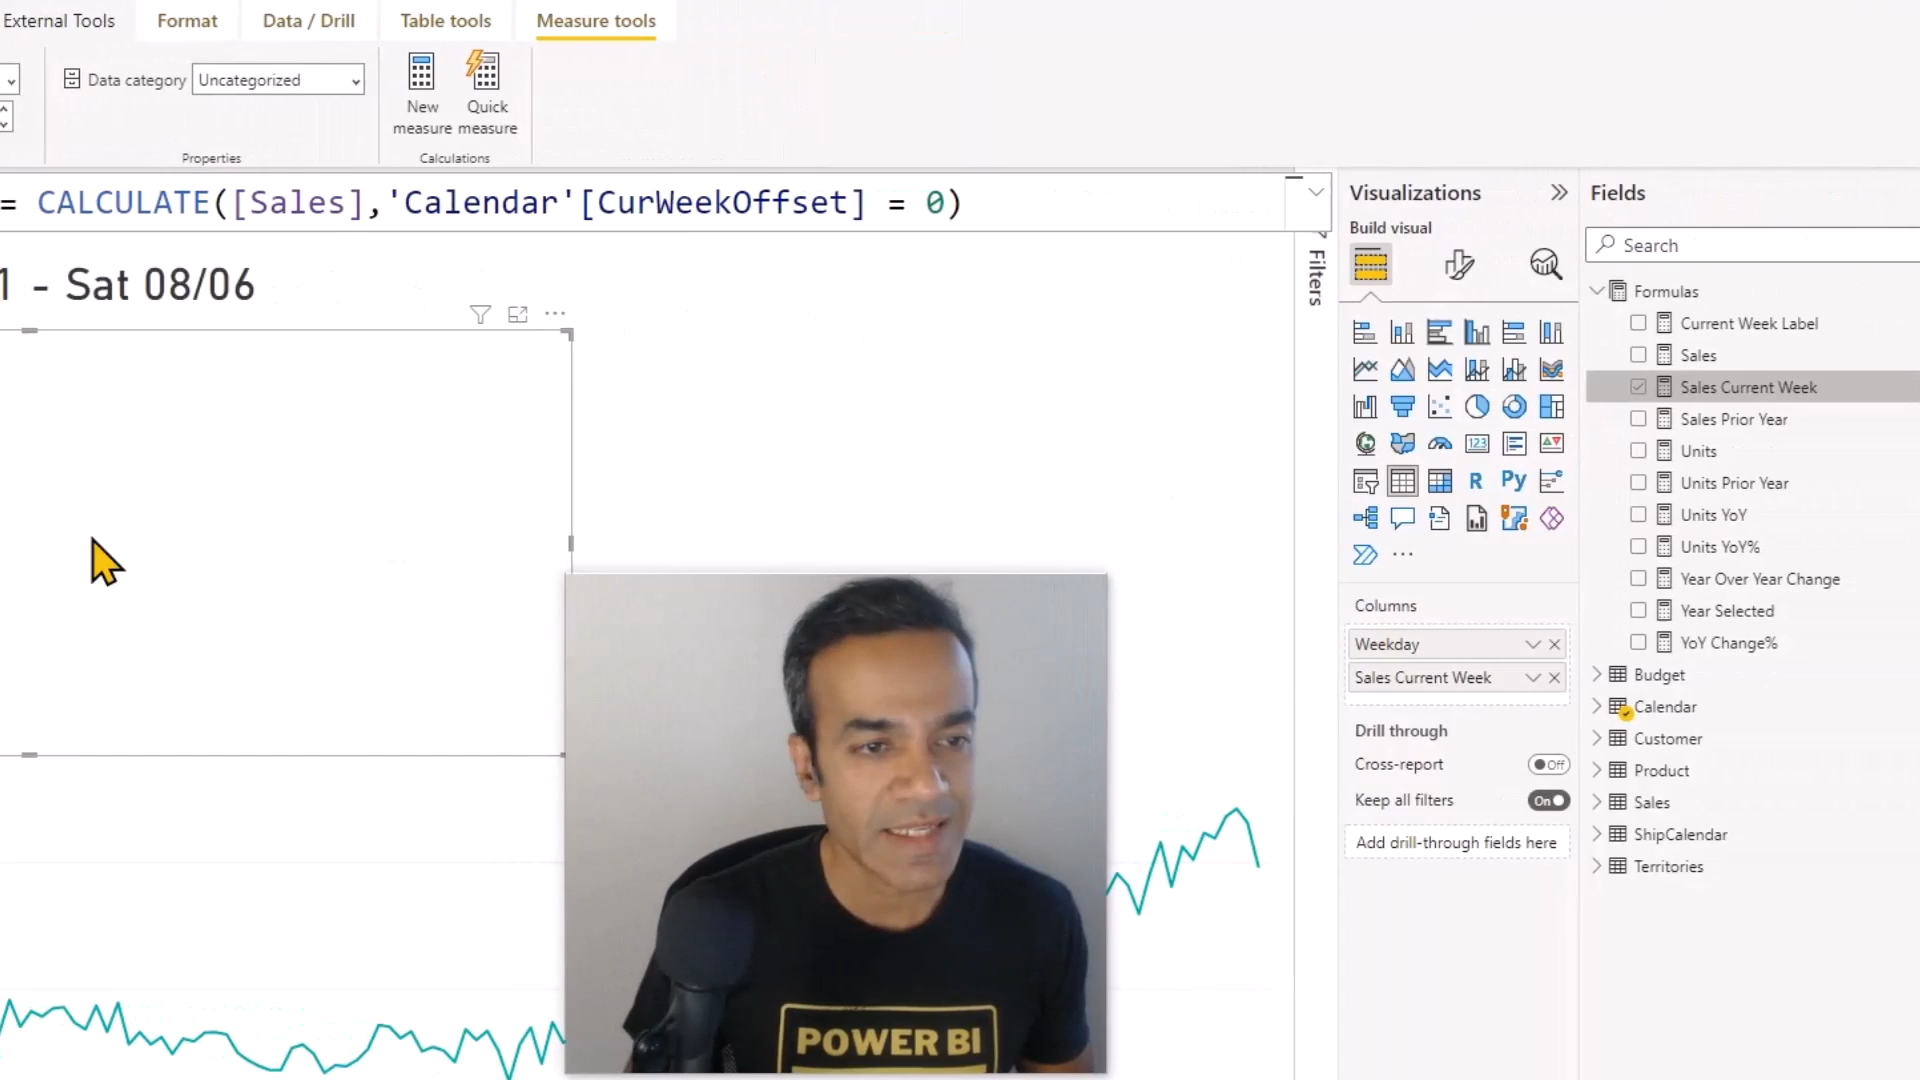 External Tools
Format
Data / Drill
Table tools
Measure tools
Data category
Uncategorized
New
measure
Quick
measure
Properties
Calculations
= CALCULATE([Sales],'Calendar'[CurWeekOffset] = 0)
1 - Sat 08/06
Filters
Visualizations
Build visual
123
R
Py
Columns
Weekday
Sales Current Week
Drill through
Cross-report
Off
Keep all filters
On
Add drill-through fields here
Fields
Search
Formulas
Current Week Label
Sales
Sales Current Week
Sales Prior Year
Units
Units Prior Year
Units YoY
Units YoY%
Year Over Year Change
Year Selected
YoY Change%
Budget
Calendar
Customer
Product
Sales
ShipCalendar
Territories
POWER BI